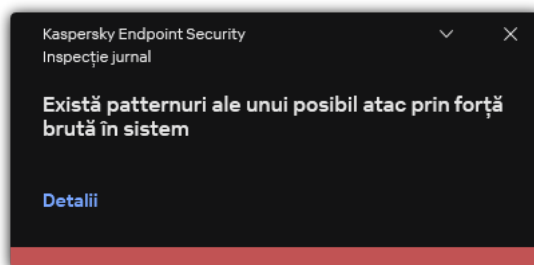 Kaspersky Endpoint Security
Inspecție jurnal
Există patternuri ale unui posibil atac prin forță
brută în sistem
Detalii